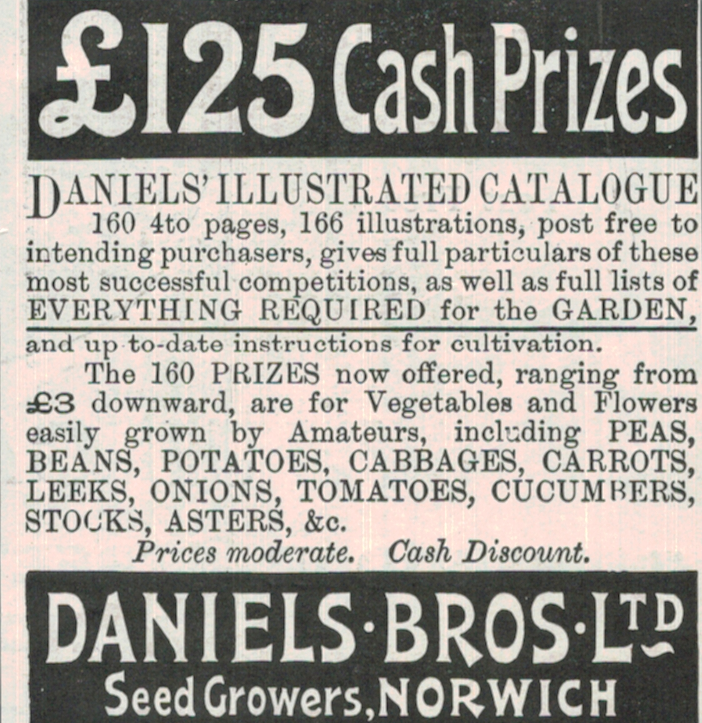 £125 Cash Prizes
DANIELS' ILLUSTRATED CATALOGUE
160 4to pages, 166 illustrations, post free to
intending purchasers, gives full particulars of these
most successful competitions, as well as full lists of
EVERYTHING REQUIRED for the GARDEN,
and up-to-date instructions for cultivation.
The 160 PRIZES now offered, ranging from
£3 downward, are for Vegetables and Flowers
easily grown by Amateurs, including PEAS,
BEANS, POTATOES, CABBAGES, CARROTS,
LEEKS, ONIONS, TOMATOES, CUCUMBERS,
STOCKS, ASTERS, &c.
Prices moderate. Cash Discount.
DANIELS·BROS·LTD
Seed Growers, NORWICH